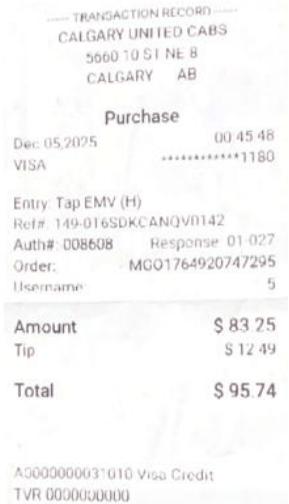 ----- TRANSACTION RECORD -----
CALGARY UNITED CABS
5660 10 ST NE 8
CALGARY AB
Purchase
Dec 05,2025 00:45:48
VISA ************1180
Entry: Tap EMV (H)
Ref#: 149-016SDKCANQV0142
Auth#: 008608 Response: 01-027
Order: MGO1764920747295
Username: 5
Amount $ 83.25
Tip $ 12.49
Total $ 95.74
A0000000031010 Visa Credit
TVR 0000000000